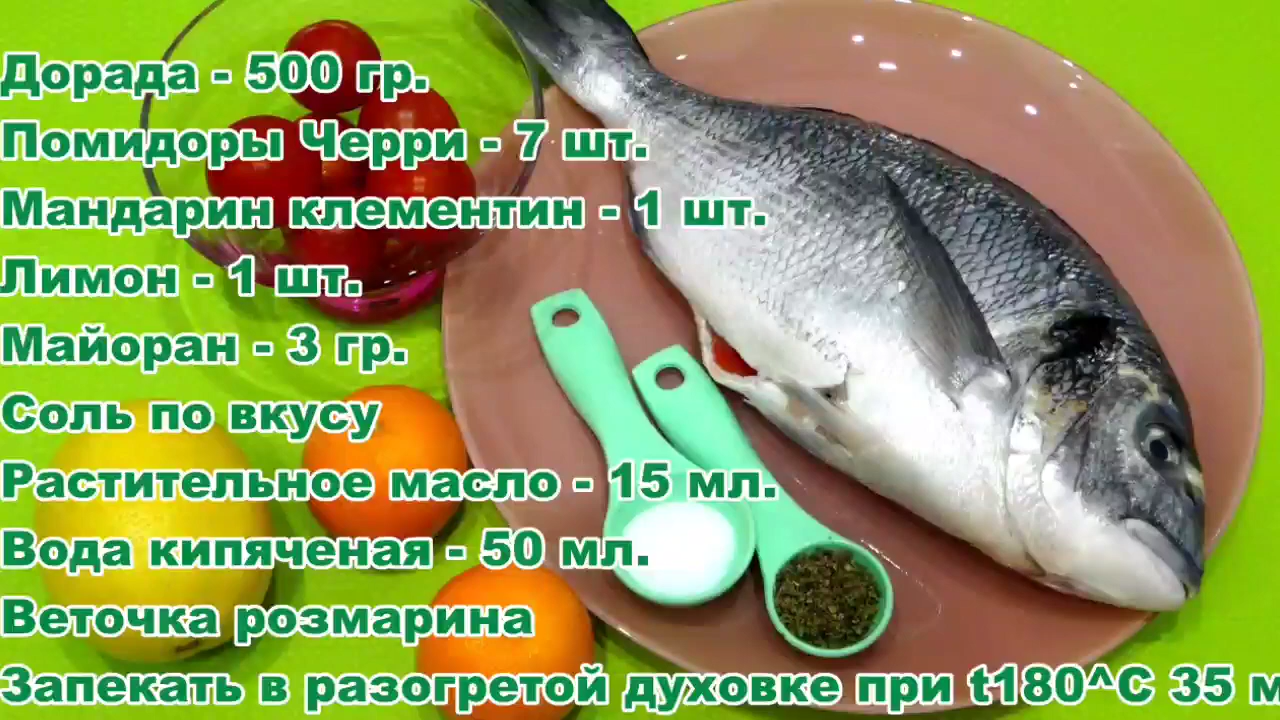 Дорада - 500 гр.
Помидоры Черри - 7 шт.
Мандарин клементин - 1 шт.
Лимон - 1 шт.
Майоран - 3 гр.
Соль по вкусу
Растительное масло - 15 мл.
Вода кипяченая - 50 мл.
Веточка розмарина
Запекать в разогретой духовке при t180^C 35 м